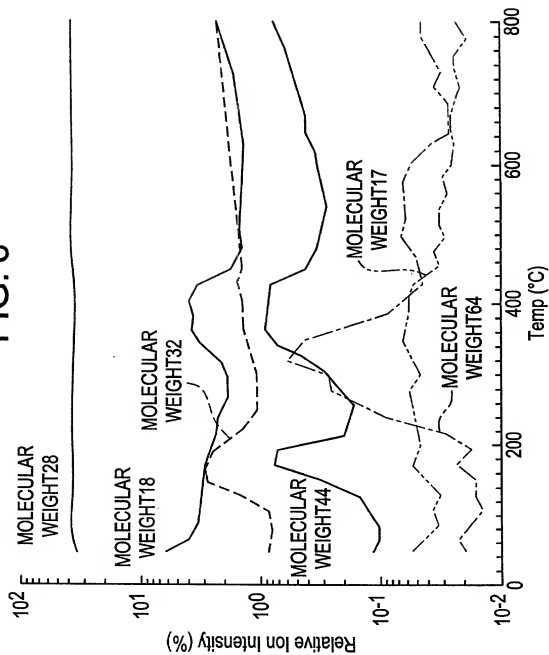 FIG. 6
MOLECULAR
WEIGHT28
MOLECULAR
WEIGHT18
MOLECULAR
WEIGHT32
MOLECULAR
WEIGHT44
MOLECULAR
WEIGHT17
MOLECULAR
WEIGHT64
Relative Ion Intensity (%)
10²
10¹
10⁰
10⁻¹
10⁻²
0
200
400
600
800
Temp (°C)